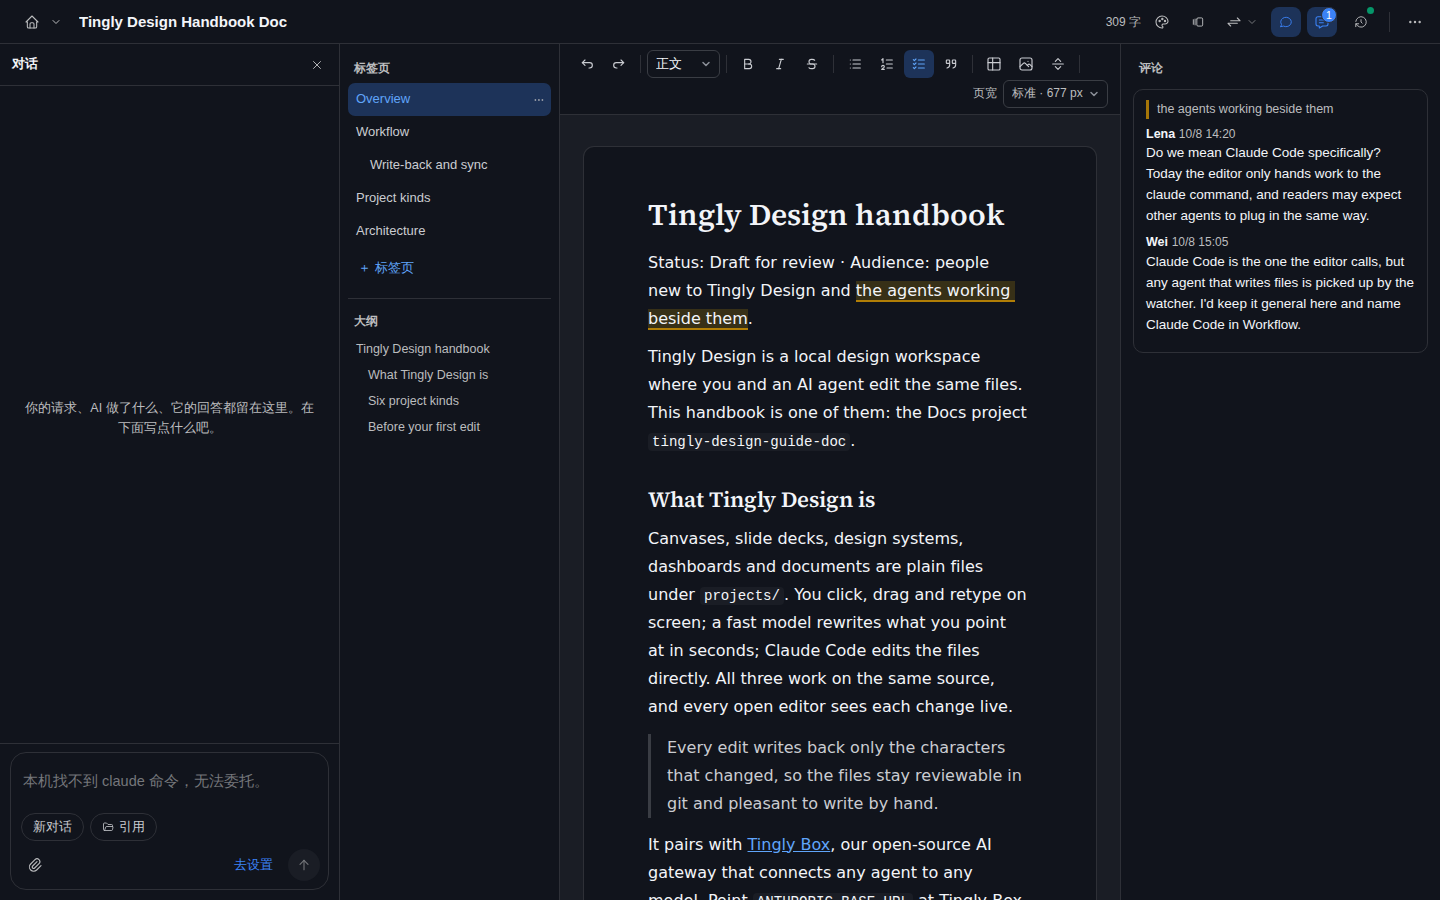 Tingly Design Handbook Doc
309 字
1
对话
你的请求、AI 做了什么、它的回答都留在这里。在
下面写点什么吧。
本机找不到 claude 命令，无法委托。
新对话
引用
去设置
标签页
Overview
Workflow
Write-back and sync
Project kinds
Architecture
+ 标签页
大纲
Tingly Design handbook
What Tingly Design is
Six project kinds
Before your first edit
正文
页宽
标准 · 677 px
Tingly Design handbook
Status: Draft for review · Audience: people
new to Tingly Design and the agents working
beside them.
Tingly Design is a local design workspace
where you and an AI agent edit the same files.
This handbook is one of them: the Docs project
tingly-design-guide-doc.
What Tingly Design is
Canvases, slide decks, design systems,
dashboards and documents are plain files
under projects/. You click, drag and retype on
screen; a fast model rewrites what you point
at in seconds; Claude Code edits the files
directly. All three work on the same source,
and every open editor sees each change live.
Every edit writes back only the characters
that changed, so the files stay reviewable in
git and pleasant to write by hand.
It pairs with Tingly Box, our open-source AI
gateway that connects any agent to any
model. Point ANTHROPIC_BASE_URL at Tingly Box
评论
the agents working beside them
Lena 10/8 14:20
Do we mean Claude Code specifically?
Today the editor only hands work to the
claude command, and readers may expect
other agents to plug in the same way.
Wei 10/8 15:05
Claude Code is the one the editor calls, but
any agent that writes files is picked up by the
watcher. I'd keep it general here and name
Claude Code in Workflow.